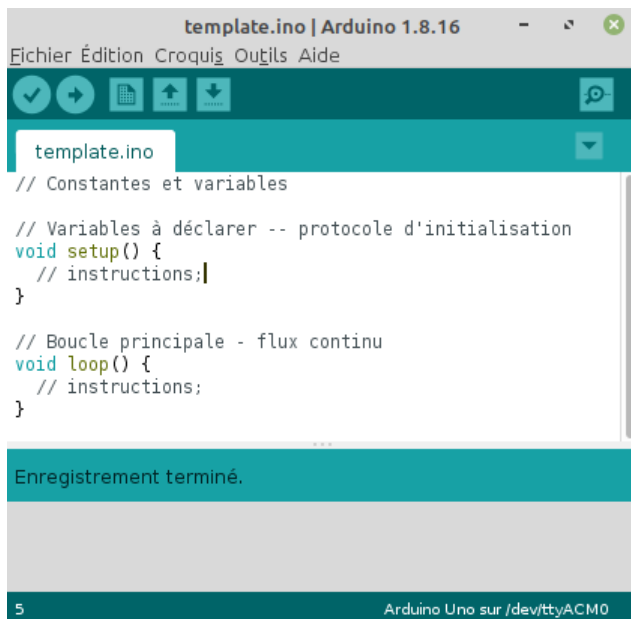 template.ino | Arduino 1.8.16
Fichier Édition Croquis Outils Aide
template.ino
// Constantes et variables
// Variables à déclarer -- protocole d'initialisation
void setup() {
  // instructions;
}
// Boucle principale - flux continu
void loop() {
  // instructions;
}
Enregistrement terminé.
5 Arduino Uno sur /dev/ttyACM0